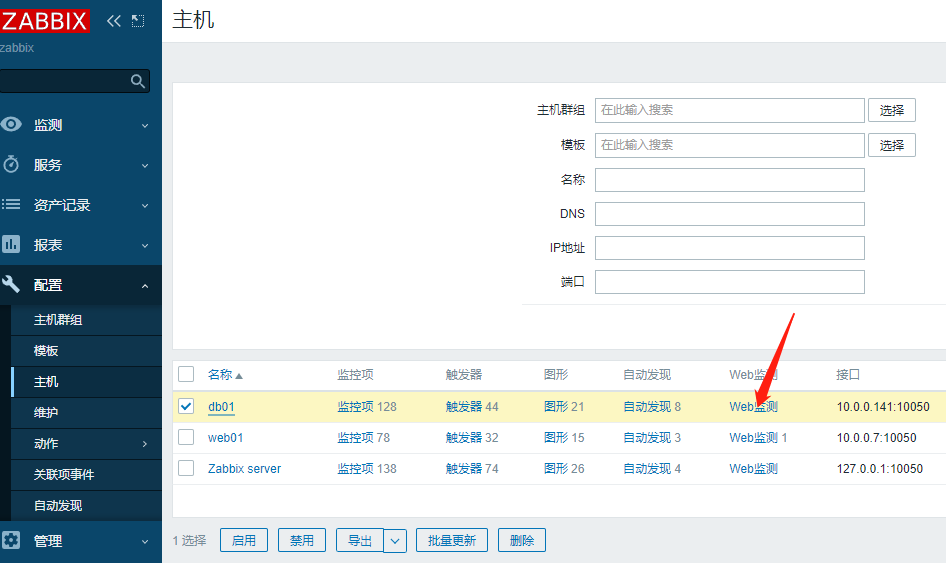 ZABBIX
zabbix
监测
服务
资产记录
报表
配置
主机群组
模板
主机
维护
动作
关联项事件
自动发现
管理
主机
主机群组 在此输入搜索 选择
模板 在此输入搜索 选择
名称
DNS
IP地址
端口
名称 监控项 触发器 图形 自动发现 Web监测 接口
db01 监控项 128 触发器 44 图形 21 自动发现 8 Web监测 10.0.0.141:10050
web01 监控项 78 触发器 32 图形 15 自动发现 3 Web监测 1 10.0.0.7:10050
Zabbix server 监控项 138 触发器 74 图形 26 自动发现 4 Web监测 127.0.0.1:10050
1 选择 启用 禁用 导出 批量更新 删除